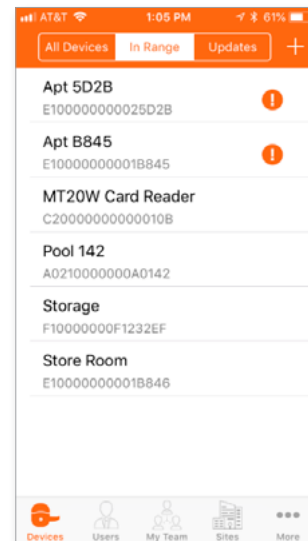 AT&T 1:05 PM 61%
All Devices In Range Updates +
Apt 5D2B
E100000000025D2B
Apt B845
E10000000001B845
MT20W Card Reader
C20000000000010B
Pool 142
A0210000000A0142
Storage
F10000000F1232EF
Store Room
E10000000001B846
Devices Users My Team Sites More